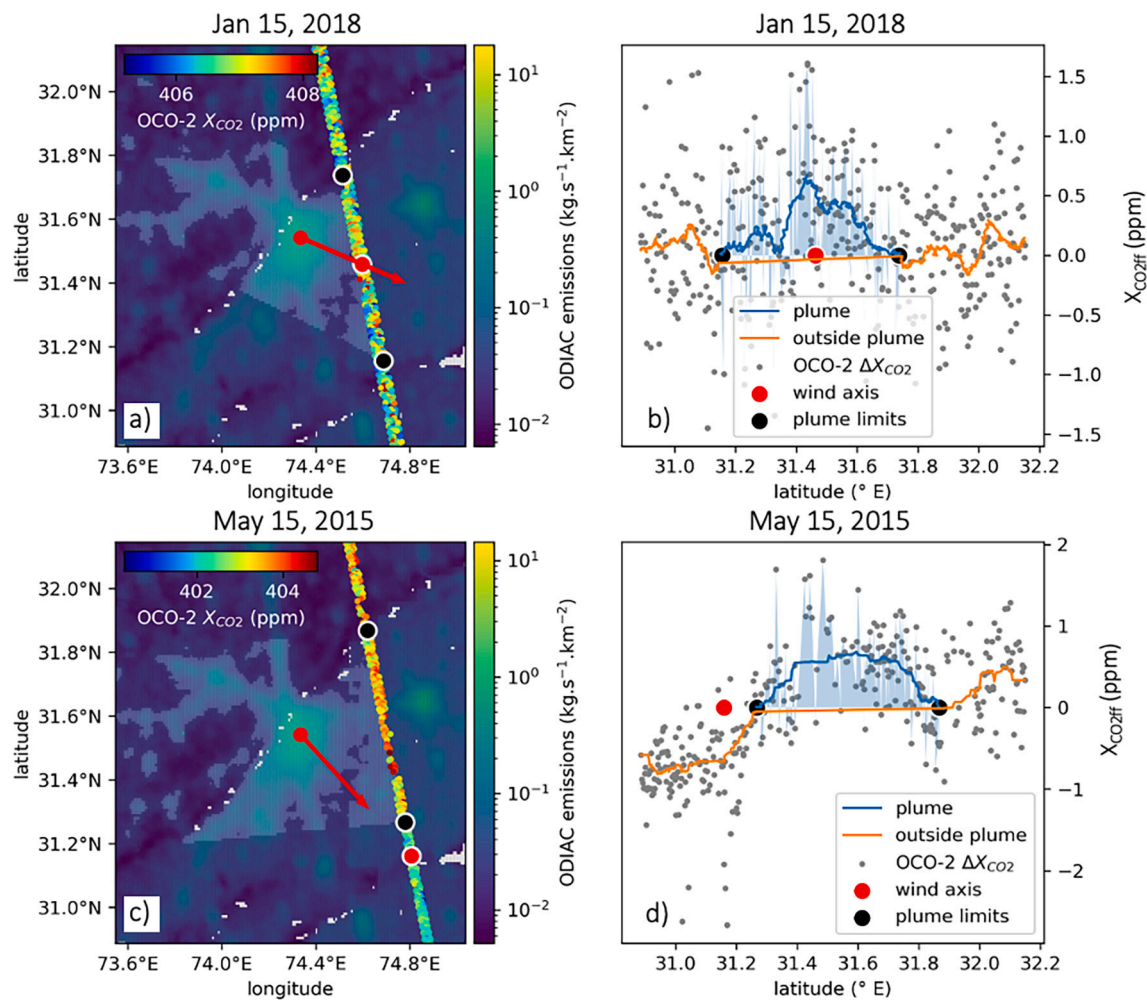 Jan 15, 2018
Jan 15, 2018
32.0°N
31.8°N
31.6°N
31.4°N
31.2°N
31.0°N
latitude
406 408
OCO-2 X_CO2 (ppm)
a)
73.6°E 74.0°E 74.4°E 74.8°E
longitude
10¹
10⁰
10⁻¹
10⁻²
ODIAC emissions (kg.s⁻¹.km⁻²)
1.5
1.0
0.5
0.0
−0.5
−1.0
−1.5
X_CO2ff (ppm)
plume
outside plume
OCO-2 ΔX_CO2
wind axis
plume limits
b)
31.0 31.2 31.4 31.6 31.8 32.0 32.2
latitude (° E)
May 15, 2015
May 15, 2015
32.0°N
31.8°N
31.6°N
31.4°N
31.2°N
31.0°N
latitude
402 404
OCO-2 X_CO2 (ppm)
c)
73.6°E 74.0°E 74.4°E 74.8°E
longitude
10¹
10⁰
10⁻¹
10⁻²
ODIAC emissions (kg.s⁻¹.km⁻²)
2
1
0
−1
−2
X_CO2ff (ppm)
plume
outside plume
OCO-2 ΔX_CO2
wind axis
plume limits
d)
31.0 31.2 31.4 31.6 31.8 32.0 32.2
latitude (° E)